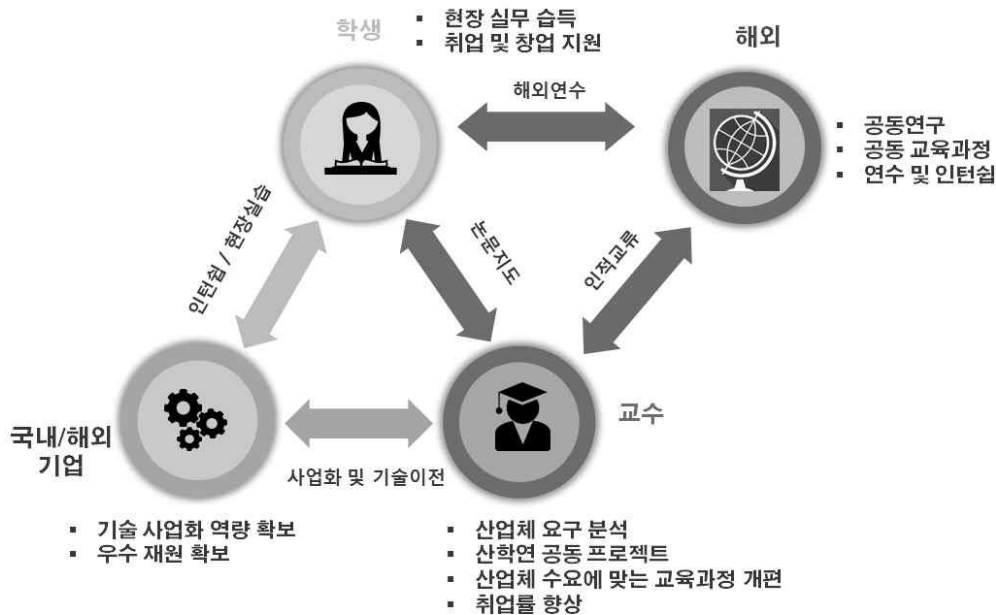 학생
▪ 현장 실무 습득
▪ 취업 및 창업 지원
해외
해외연수
▪ 공동연구
▪ 공동 교육과정
▪ 연수 및 인턴쉽
인턴쉽 / 현장실습
논문지도
인적교류
국내/해외
기업
교수
사업화 및 기술이전
▪ 기술 사업화 역량 확보
▪ 우수 재원 확보
▪ 산업체 요구 분석
▪ 산학연 공동 프로젝트
▪ 산업체 수요에 맞는 교육과정 개편
▪ 취업률 향상